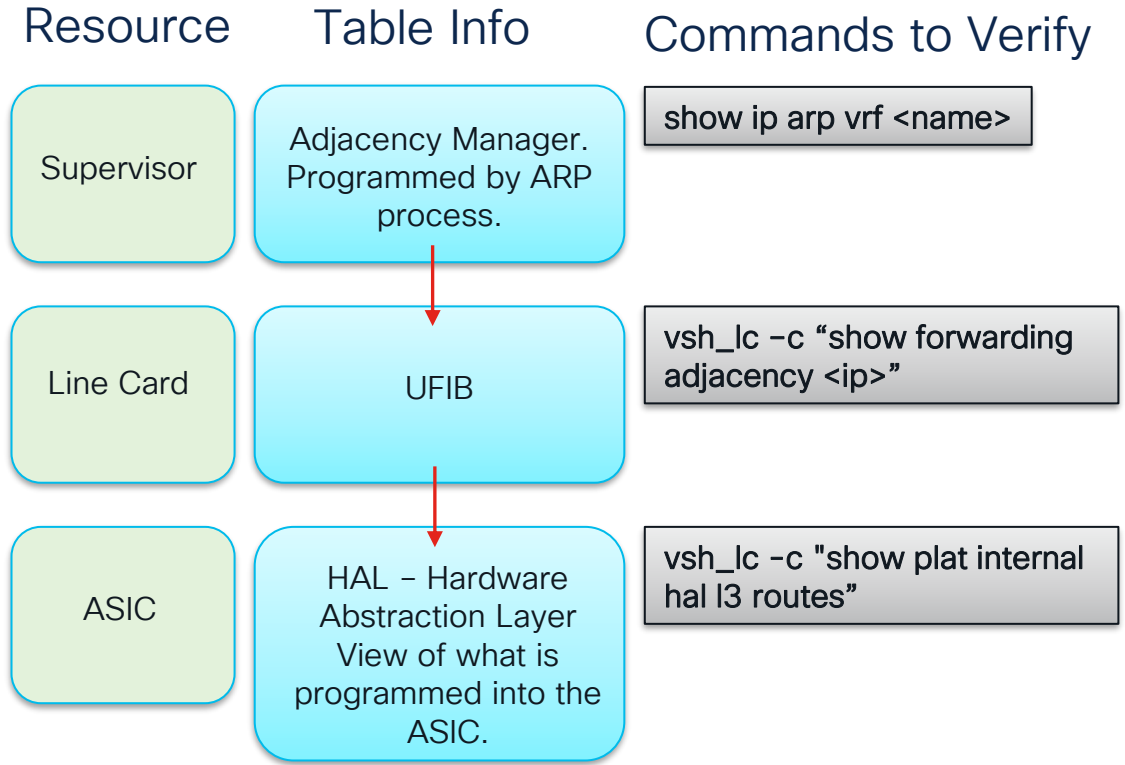 Resource
Table Info
Commands to Verify
Supervisor
Adjacency Manager.
Programmed by ARP
process.
show ip arp vrf <name>
Line Card
UFIB
vsh_lc –c “show forwarding
adjacency <ip>”
ASIC
HAL – Hardware
Abstraction Layer
View of what is
programmed into the
ASIC.
vsh_lc -c "show plat internal
hal l3 routes”